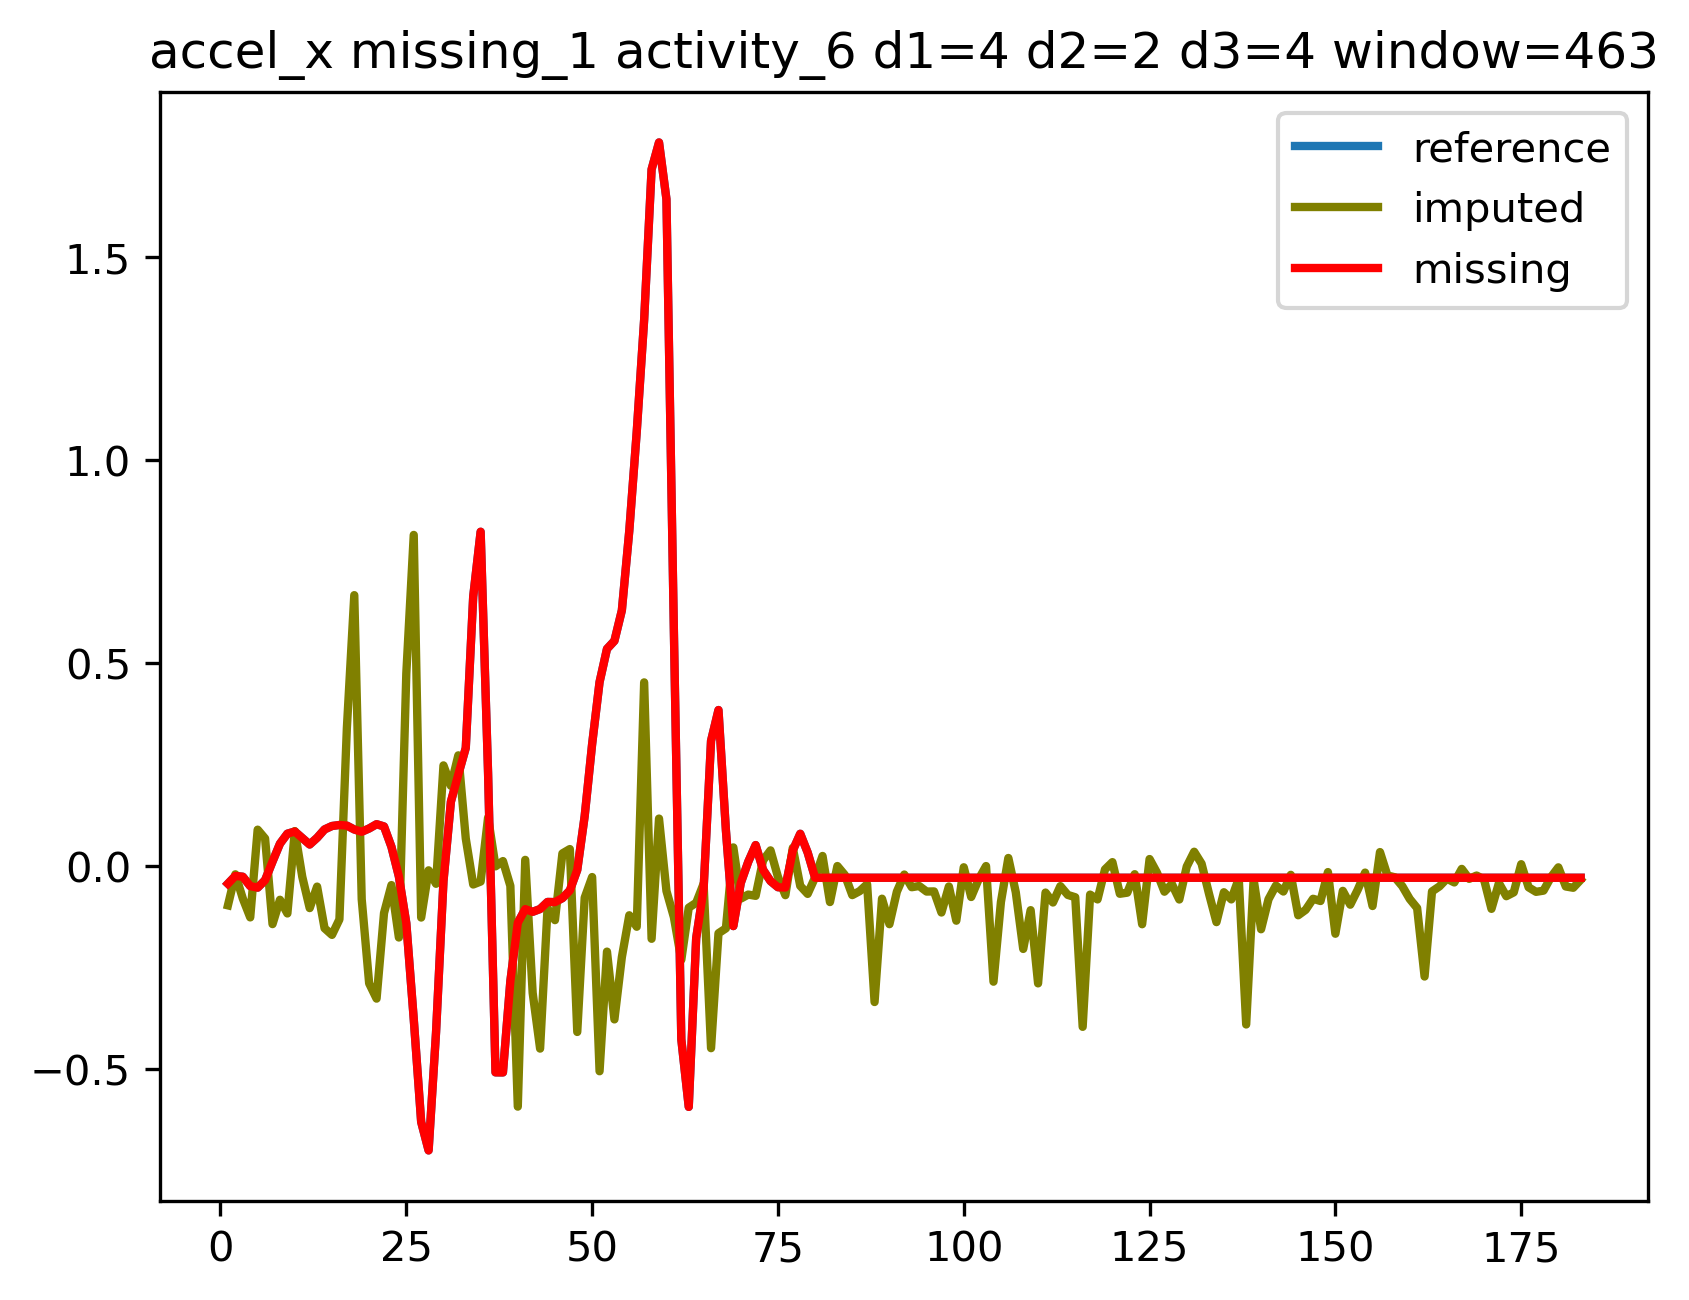 accel_x missing_1 activity_6 d1=4 d2=2 d3=4 window=463
reference
imputed
missing
1.5
1.0
0.5
0.0
−0.5
0 25 50 75 100 125 150 175